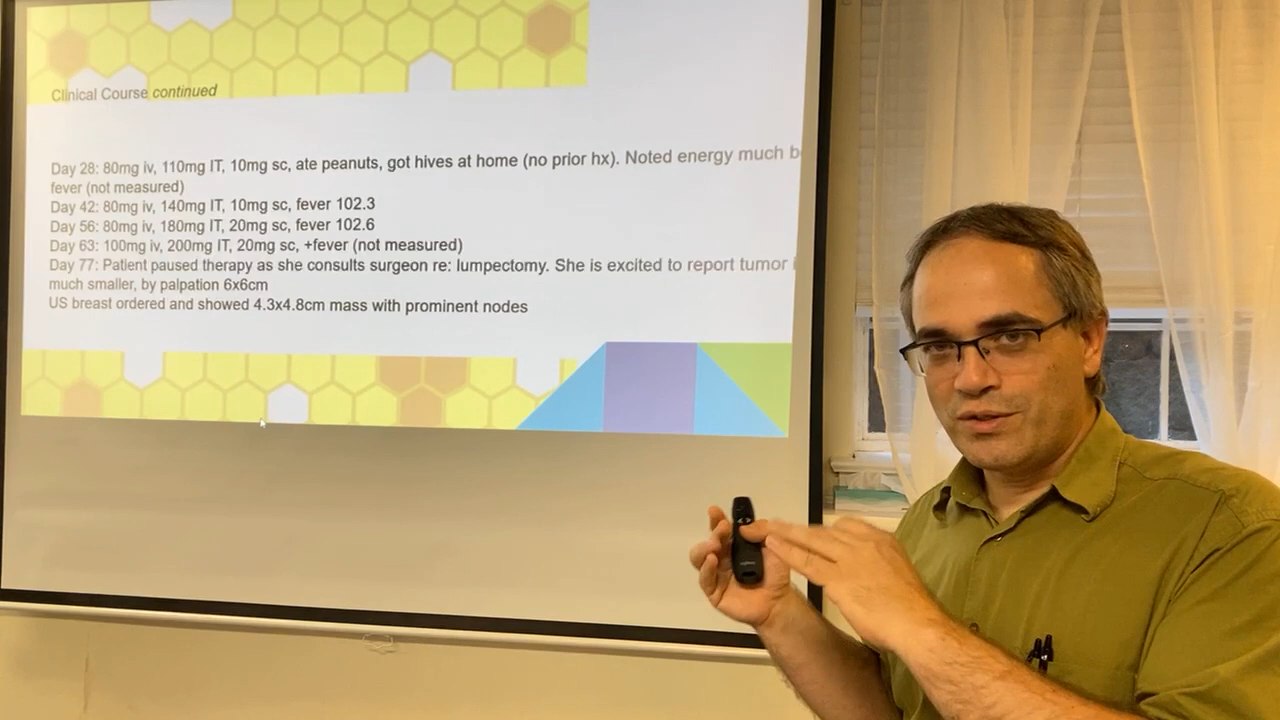 Clinical Course continued
Day 28: 80mg iv, 110mg IT, 10mg sc, ate peanuts, got hives at home (no prior hx). Noted energy much
fever (not measured)
Day 42: 80mg iv, 140mg IT, 10mg sc, fever 102.3
Day 56: 80mg iv, 180mg IT, 20mg sc, fever 102.6
Day 63: 100mg iv, 200mg IT, 20mg sc, +fever (not measured)
Day 77: Patient paused therapy as she consults surgeon re: lumpectomy. She is excited to report tumor
much smaller, by palpation 6x6cm
US breast ordered and showed 4.3x4.8cm mass with prominent nodes